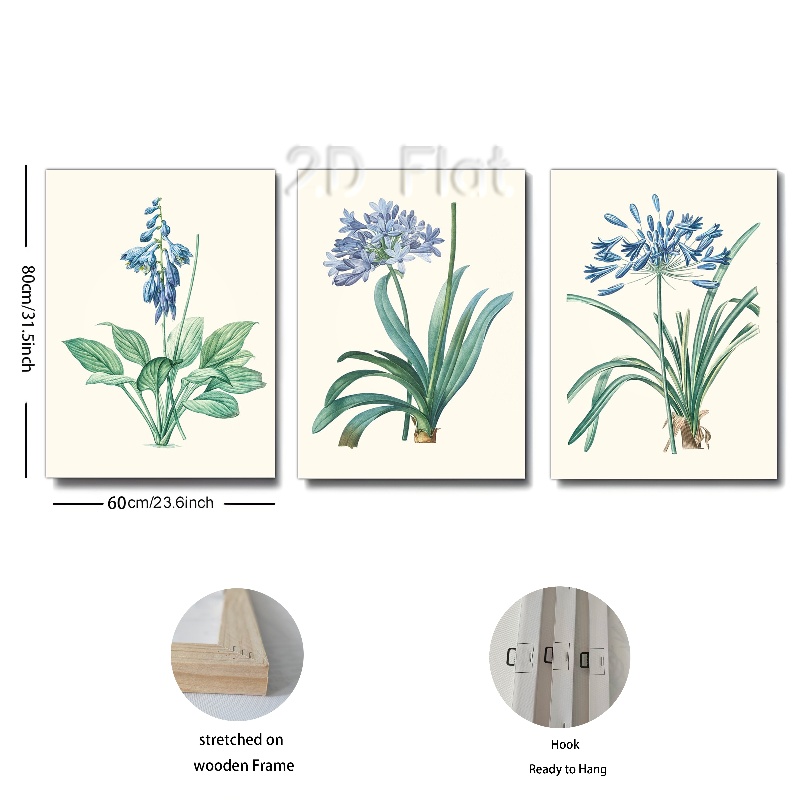 2D Flat
80cm/31.5inch
60cm/23.6inch
stretched on
wooden Frame
Hook
Ready to Hang